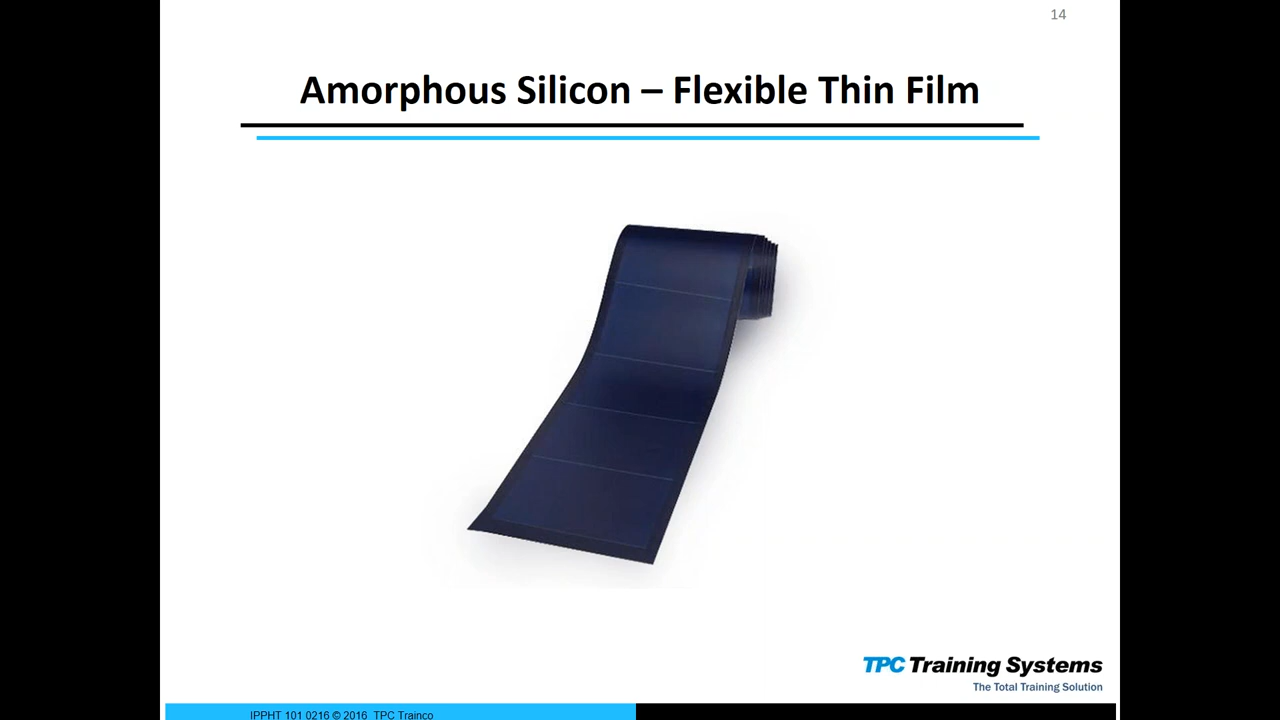 14
Amorphous Silicon – Flexible Thin Film
TPC Training Systems
The Total Training Solution
IPPHT 101 0216 © 2016 TPC Trainco